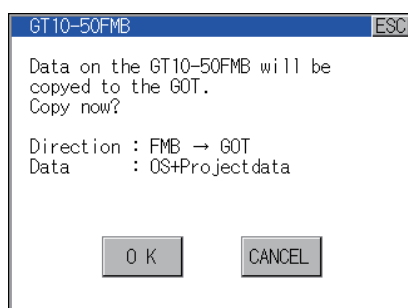 GT10-50FMB ESC
Data on the GT10-50FMB will be
copyed to the GOT.
Copy now?
Direction : FMB → GOT
Data : OS+Projectdata
O K CANCEL